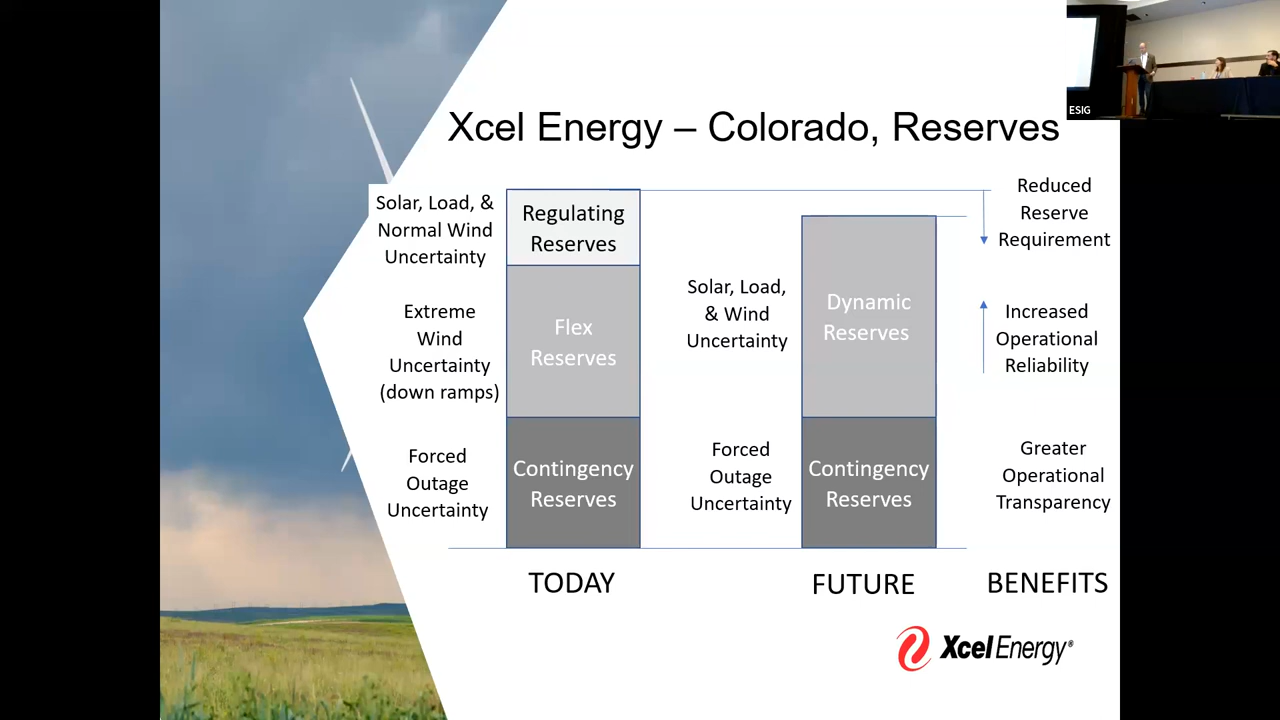 ESIG
Xcel Energy – Colorado, Reserves
Solar, Load, &
Normal Wind
Uncertainty
Regulating
Reserves
Extreme
Wind
Uncertainty
(down ramps)
Flex
Reserves
Forced
Outage
Uncertainty
Contingency
Reserves
TODAY
Solar, Load,
& Wind
Uncertainty
Dynamic
Reserves
Forced
Outage
Uncertainty
Contingency
Reserves
FUTURE
Reduced
Reserve
Requirement
Increased
Operational
Reliability
Greater
Operational
Transparency
BENEFITS
Xcel Energy®